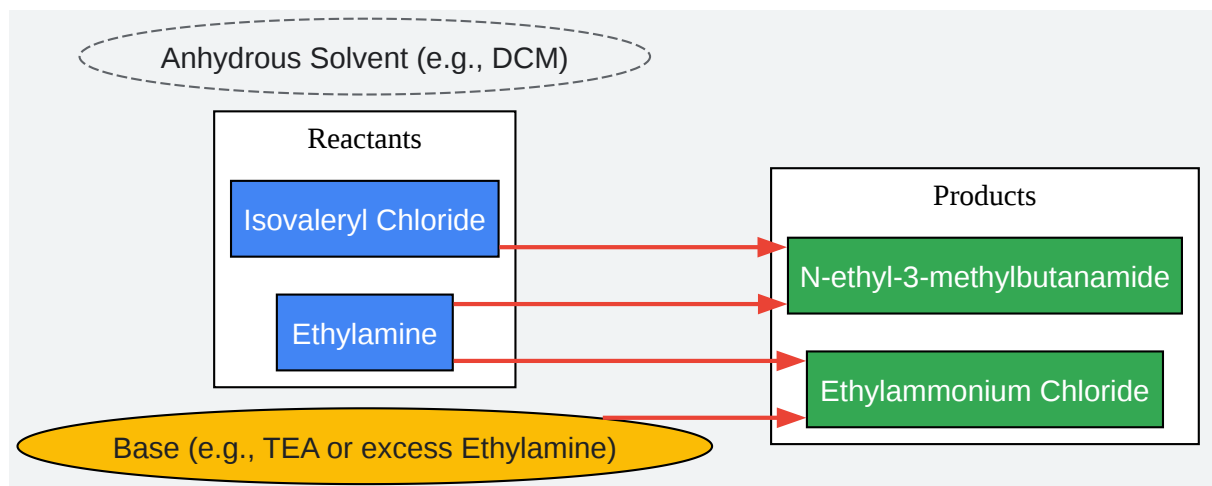 Anhydrous Solvent (e.g., DCM)
Reactants
Isovaleryl Chloride
Ethylamine
Base (e.g., TEA or excess Ethylamine)
Products
N-ethyl-3-methylbutanamide
Ethylammonium Chloride